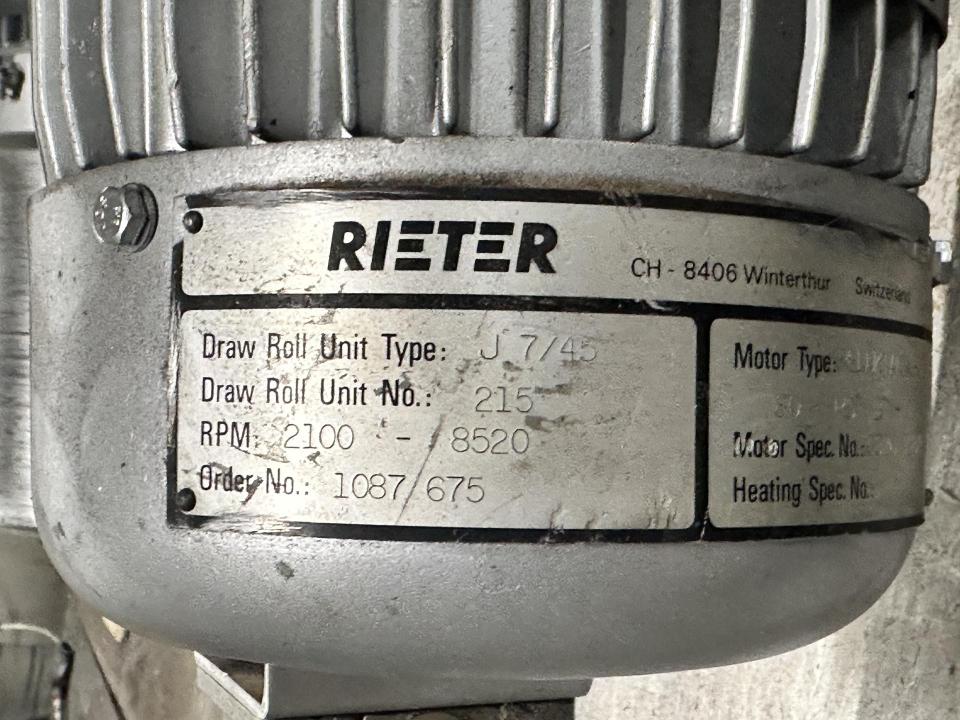 RIETER
CH - 8406 Winterthur Switzerland
Draw Roll Unit Type: J 7/45
Draw Roll Unit No.: 215
RPM: 2100 - 8520
Order No.: 1087/675
Motor Type:
Motor Spec. No.:
Heating Spec. No.: